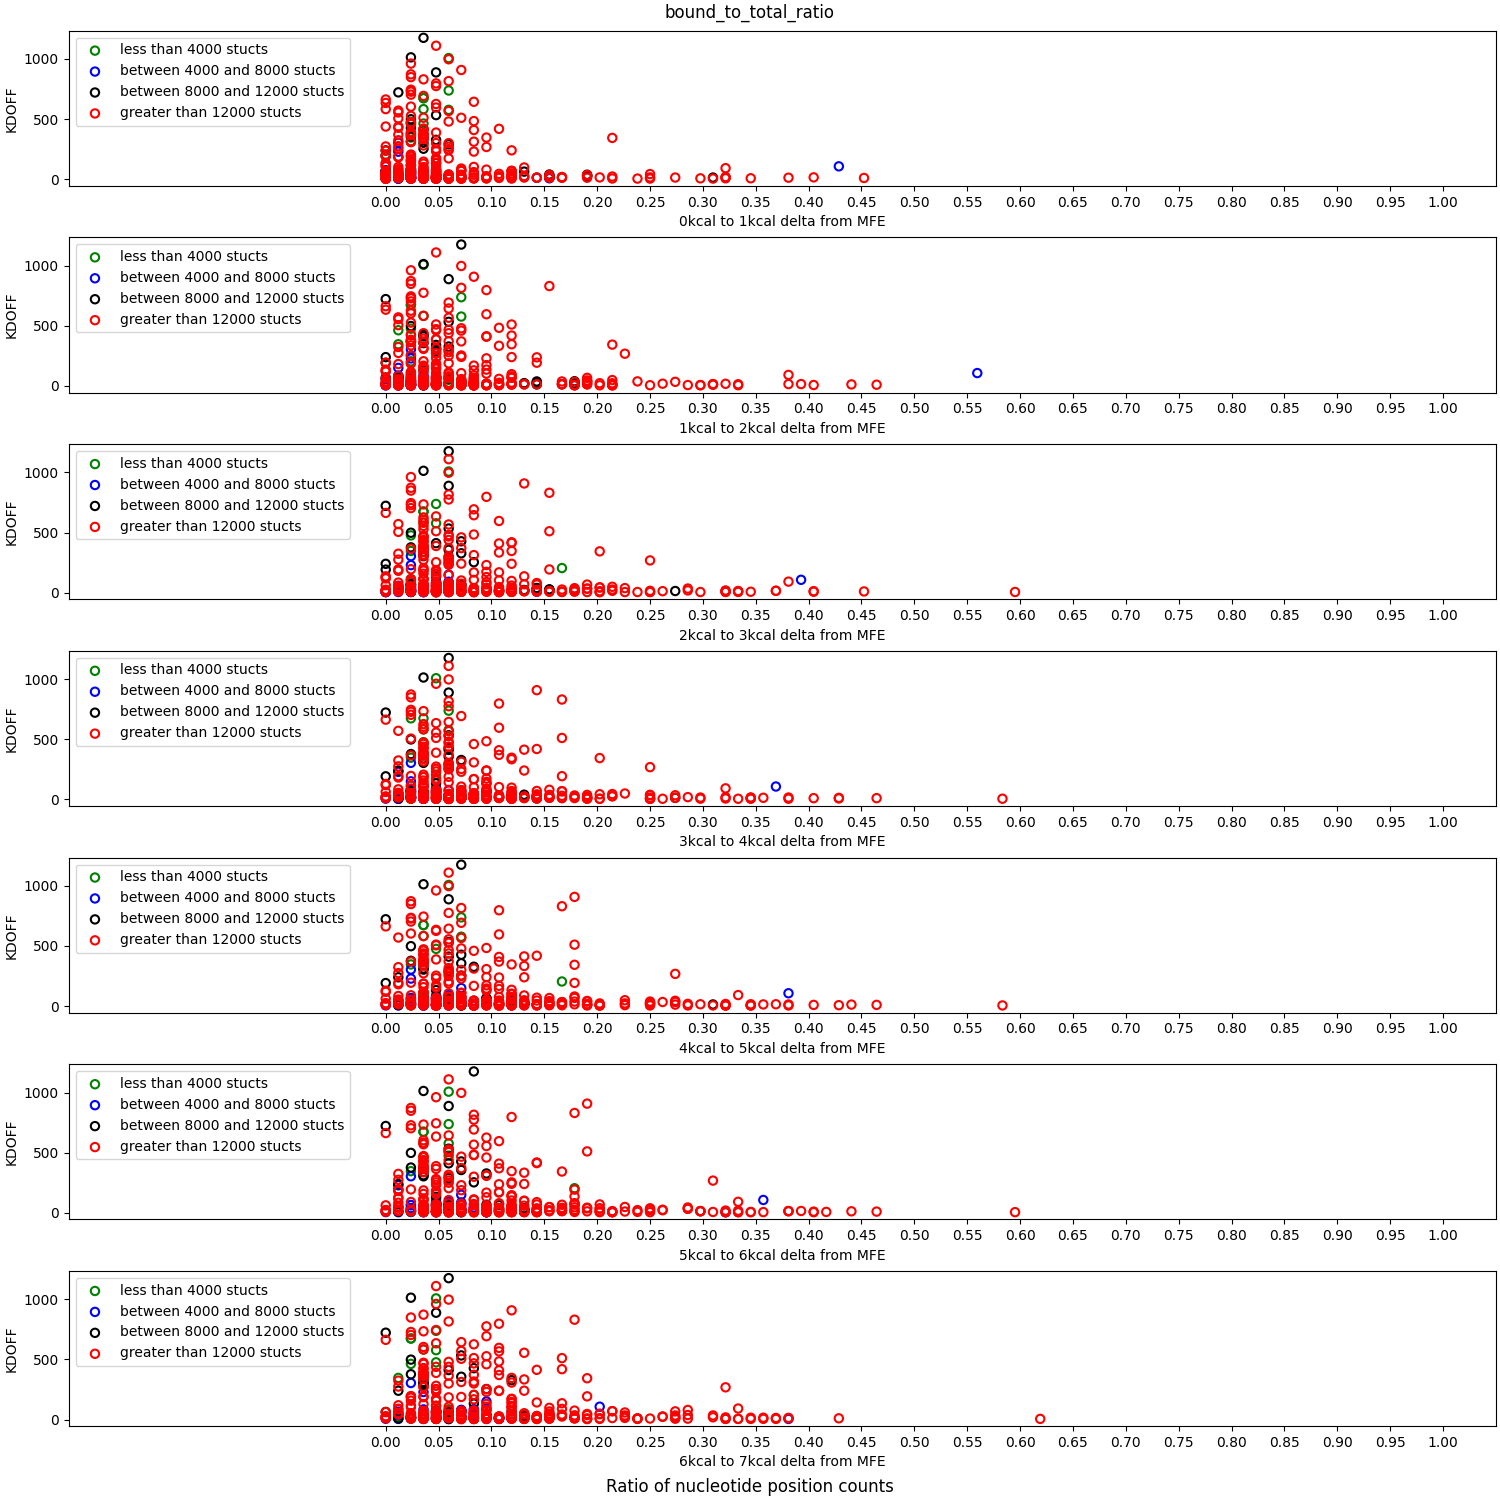 bound_to_total_ratio
KDOFF
1000
500
0
less than 4000 stucts
between 4000 and 8000 stucts
between 8000 and 12000 stucts
greater than 12000 stucts
0.00 0.05 0.10 0.15 0.20 0.25 0.30 0.35 0.40 0.45 0.50 0.55 0.60 0.65 0.70 0.75 0.80 0.85 0.90 0.95 1.00
0kcal to 1kcal delta from MFE
KDOFF
1000
500
0
less than 4000 stucts
between 4000 and 8000 stucts
between 8000 and 12000 stucts
greater than 12000 stucts
0.00 0.05 0.10 0.15 0.20 0.25 0.30 0.35 0.40 0.45 0.50 0.55 0.60 0.65 0.70 0.75 0.80 0.85 0.90 0.95 1.00
1kcal to 2kcal delta from MFE
KDOFF
1000
500
0
less than 4000 stucts
between 4000 and 8000 stucts
between 8000 and 12000 stucts
greater than 12000 stucts
0.00 0.05 0.10 0.15 0.20 0.25 0.30 0.35 0.40 0.45 0.50 0.55 0.60 0.65 0.70 0.75 0.80 0.85 0.90 0.95 1.00
2kcal to 3kcal delta from MFE
KDOFF
1000
500
0
less than 4000 stucts
between 4000 and 8000 stucts
between 8000 and 12000 stucts
greater than 12000 stucts
0.00 0.05 0.10 0.15 0.20 0.25 0.30 0.35 0.40 0.45 0.50 0.55 0.60 0.65 0.70 0.75 0.80 0.85 0.90 0.95 1.00
3kcal to 4kcal delta from MFE
KDOFF
1000
500
0
less than 4000 stucts
between 4000 and 8000 stucts
between 8000 and 12000 stucts
greater than 12000 stucts
0.00 0.05 0.10 0.15 0.20 0.25 0.30 0.35 0.40 0.45 0.50 0.55 0.60 0.65 0.70 0.75 0.80 0.85 0.90 0.95 1.00
4kcal to 5kcal delta from MFE
KDOFF
1000
500
0
less than 4000 stucts
between 4000 and 8000 stucts
between 8000 and 12000 stucts
greater than 12000 stucts
0.00 0.05 0.10 0.15 0.20 0.25 0.30 0.35 0.40 0.45 0.50 0.55 0.60 0.65 0.70 0.75 0.80 0.85 0.90 0.95 1.00
5kcal to 6kcal delta from MFE
KDOFF
1000
500
0
less than 4000 stucts
between 4000 and 8000 stucts
between 8000 and 12000 stucts
greater than 12000 stucts
0.00 0.05 0.10 0.15 0.20 0.25 0.30 0.35 0.40 0.45 0.50 0.55 0.60 0.65 0.70 0.75 0.80 0.85 0.90 0.95 1.00
6kcal to 7kcal delta from MFE
Ratio of nucleotide position counts